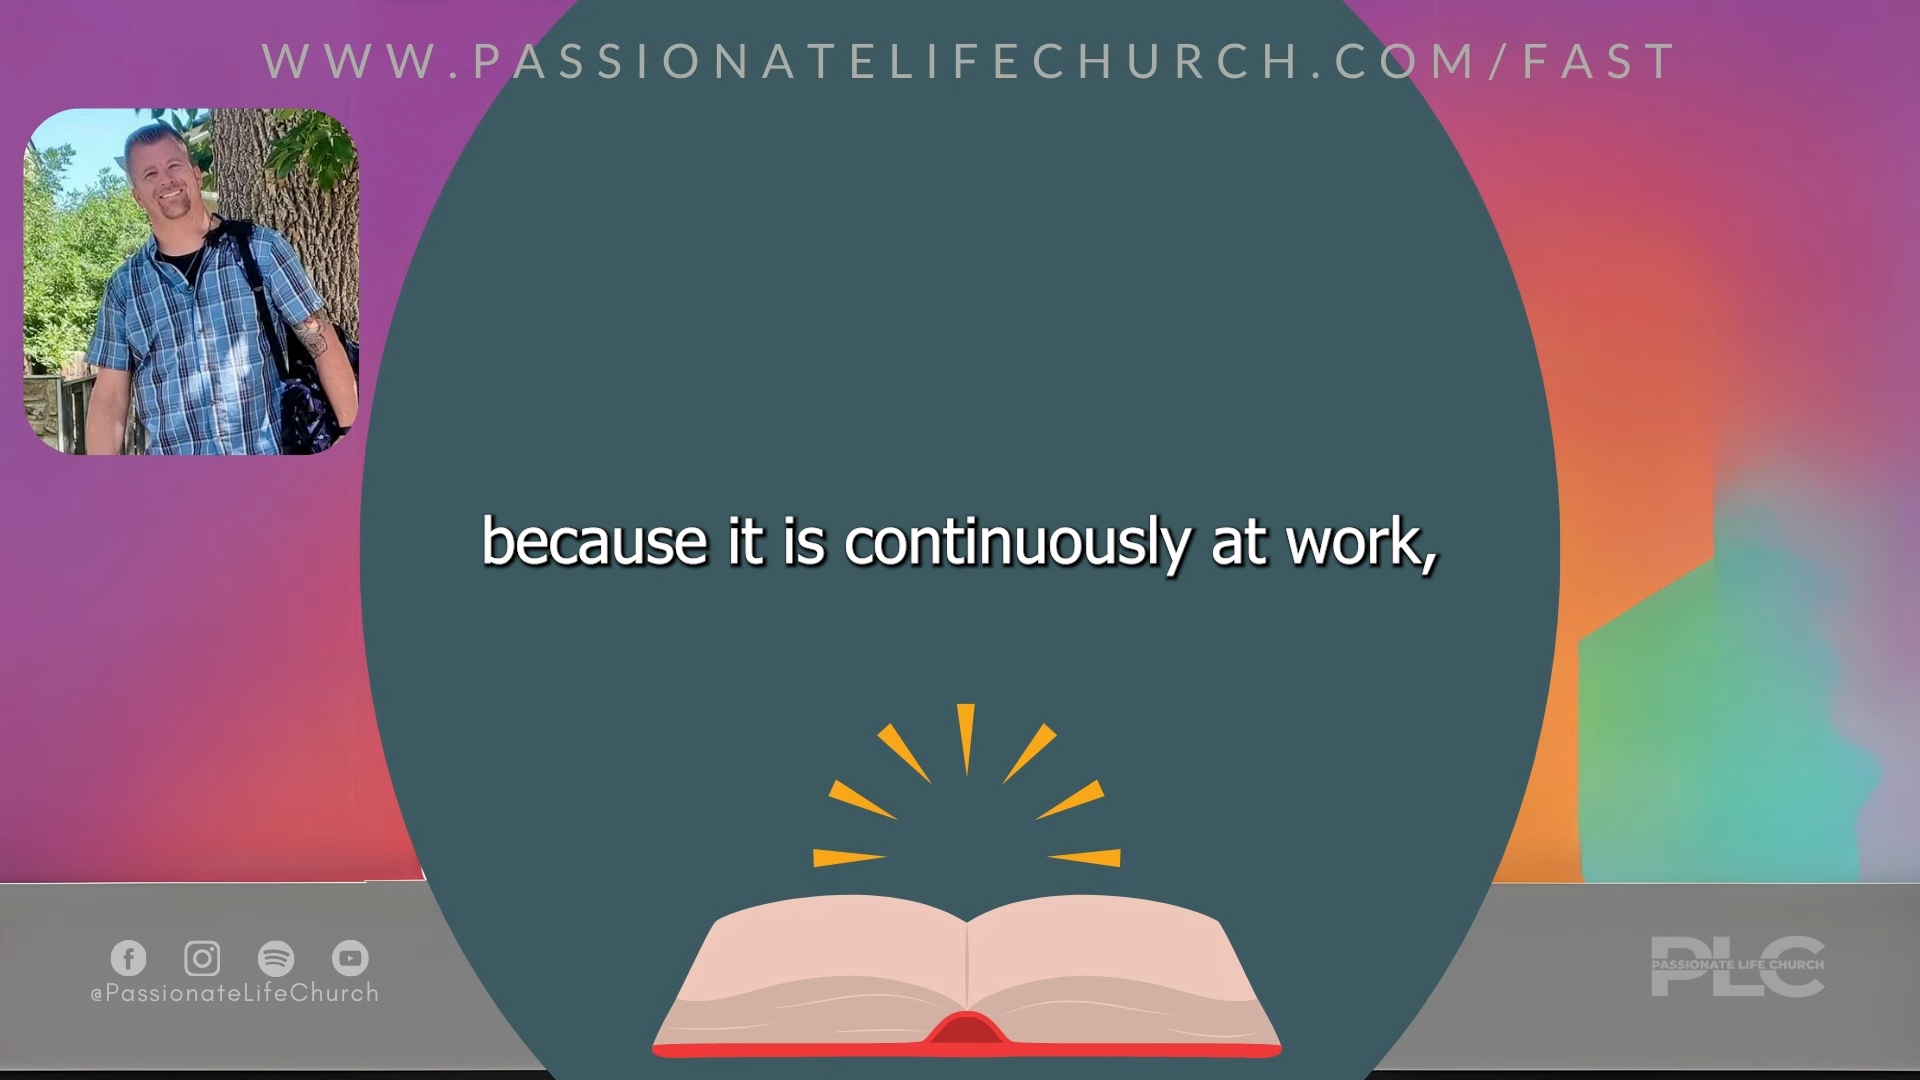 WWW.PASSIONATELIFECHURCH.COM/FAST
because it is continuously at work,
@PassionateLifeChurch
PLC
PASSIONATE LIFE CHURCH